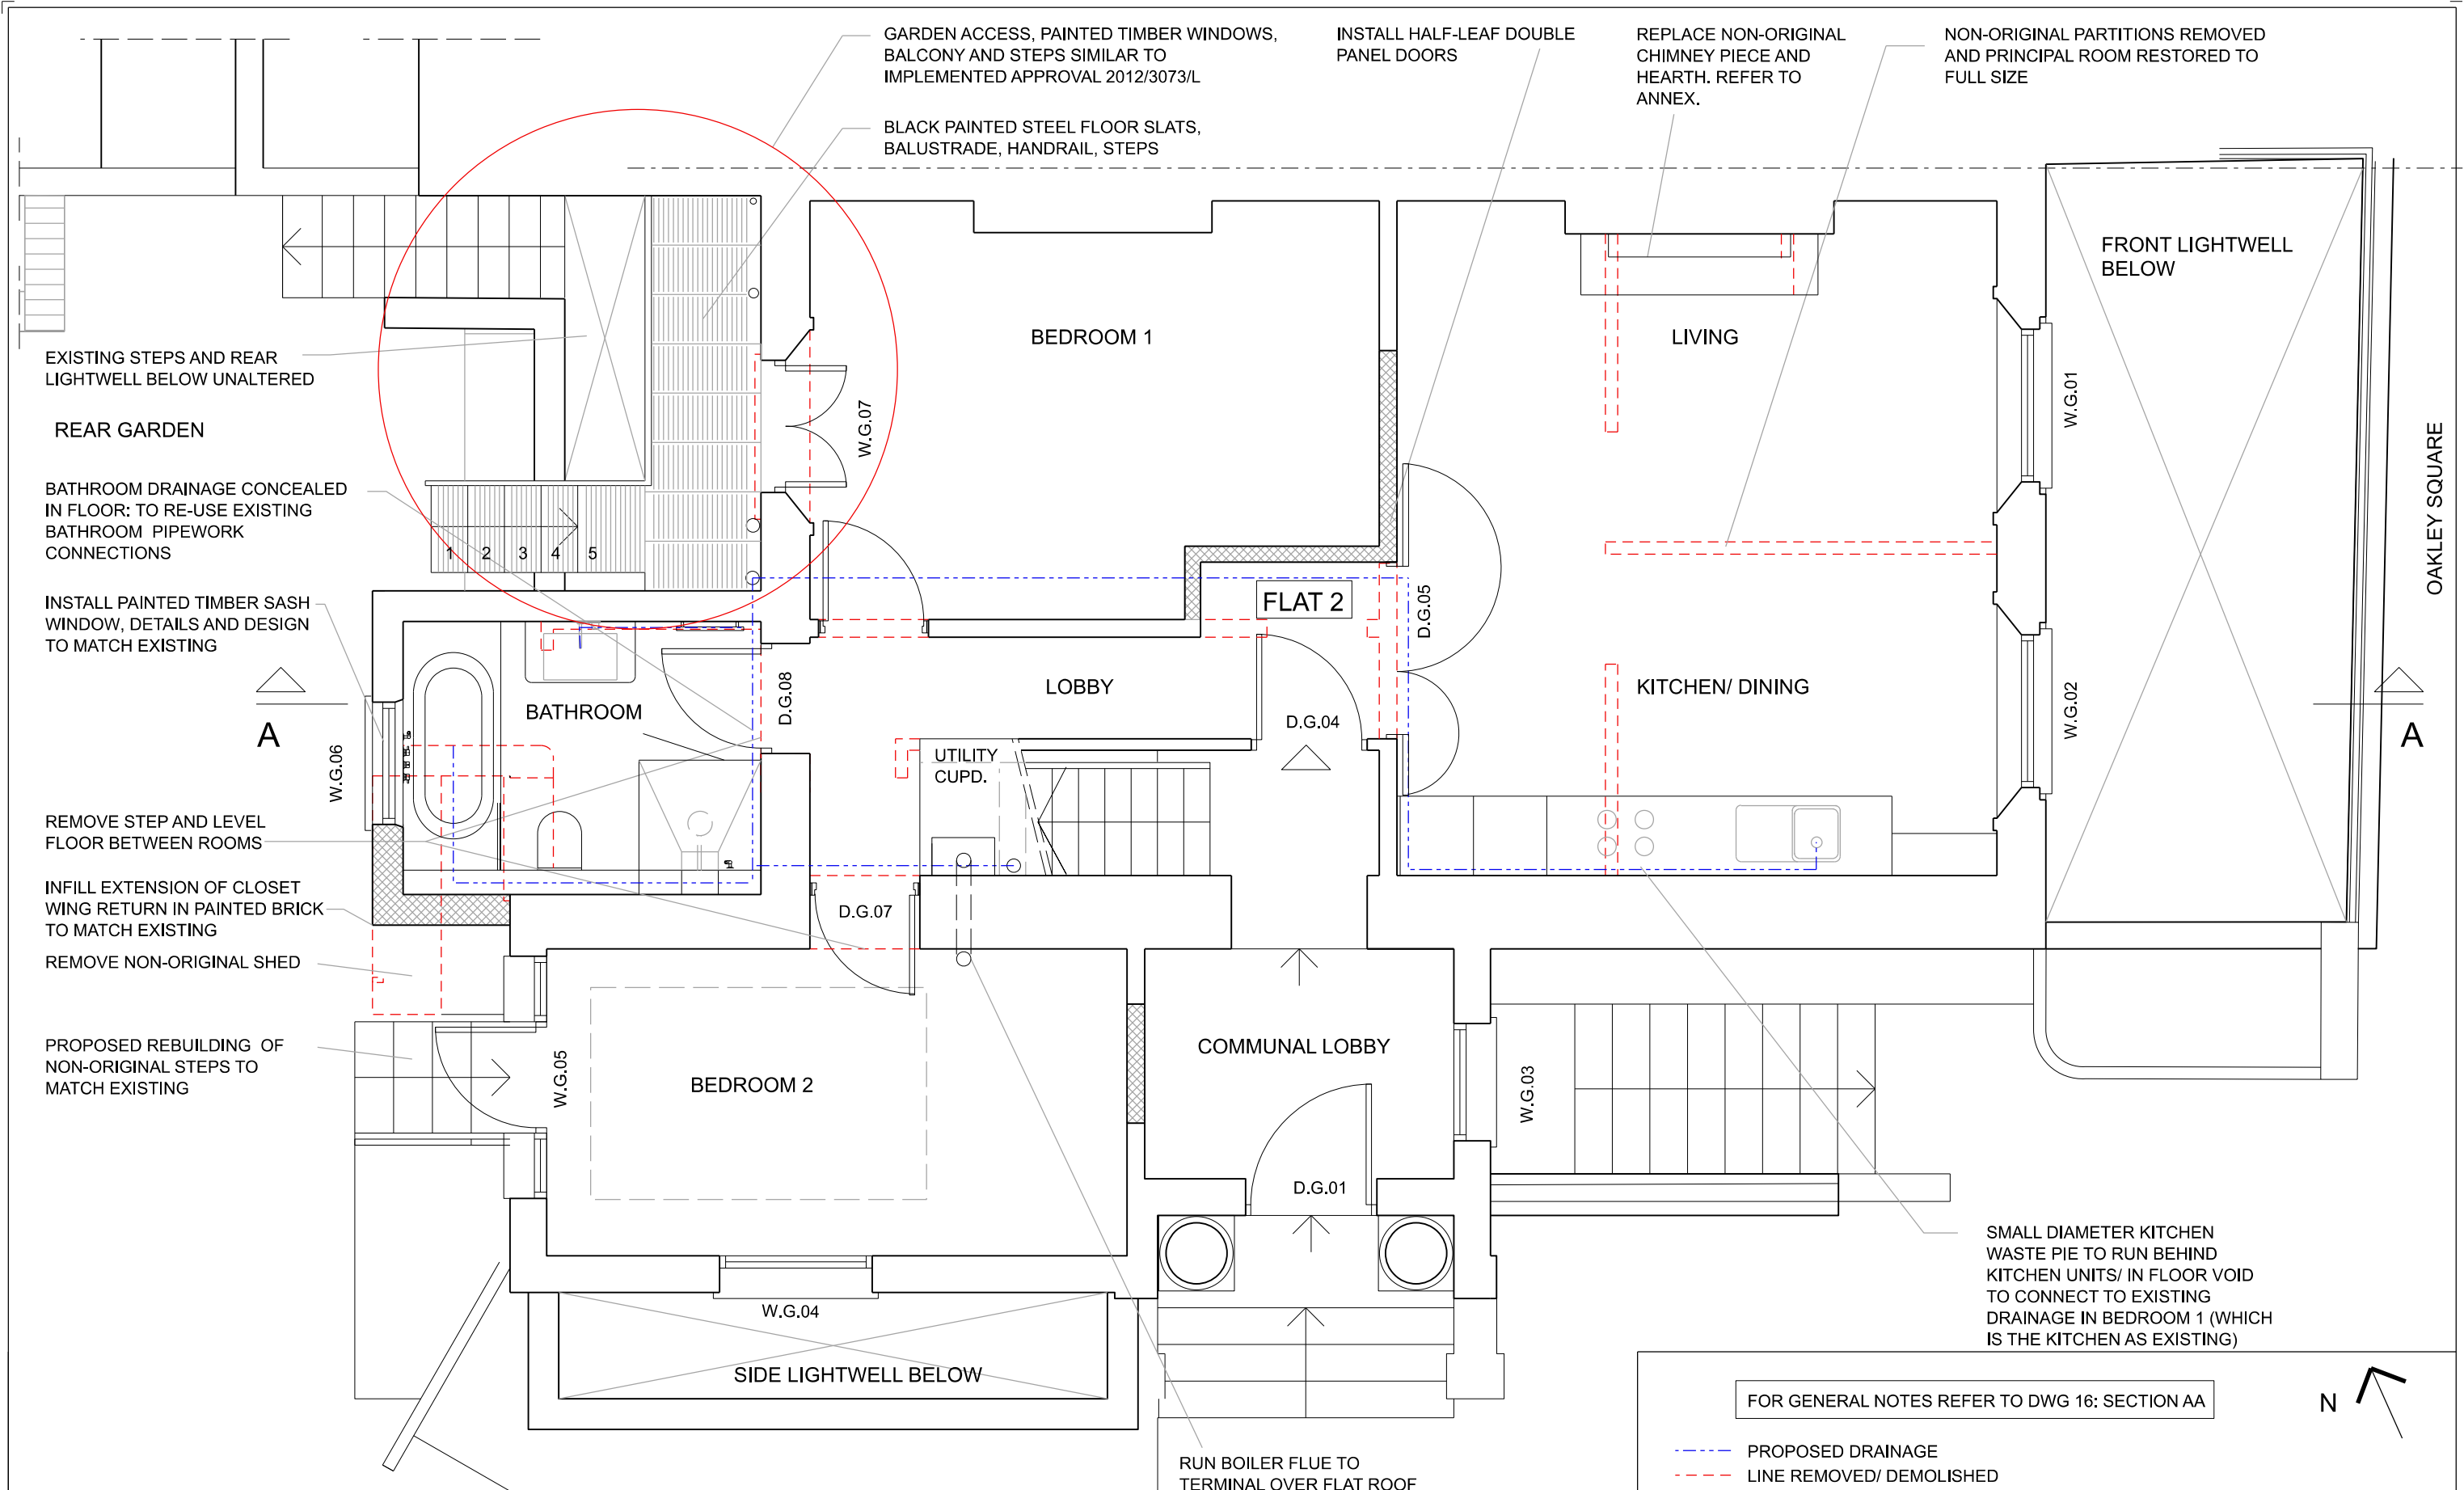 GARDEN ACCESS, PAINTED TIMBER WINDOWS,
BALCONY AND STEPS SIMILAR TO
IMPLEMENTED APPROVAL 2012/3073/L
INSTALL HALF-LEAF DOUBLE
PANEL DOORS
REPLACE NON-ORIGINAL
CHIMNEY PIECE AND
HEARTH. REFER TO
ANNEX.
NON-ORIGINAL PARTITIONS REMOVED
AND PRINCIPAL ROOM RESTORED TO
FULL SIZE
BLACK PAINTED STEEL FLOOR SLATS,
BALUSTRADE, HANDRAIL, STEPS
FRONT LIGHTWELL
BELOW
BEDROOM 1
LIVING
EXISTING STEPS AND REAR
LIGHTWELL BELOW UNALTERED
REAR GARDEN
W.G.07
W.G.01
OAKLEY SQUARE
BATHROOM DRAINAGE CONCEALED
IN FLOOR: TO RE-USE EXISTING
BATHROOM PIPEWORK
CONNECTIONS
1 2 3 4 5
INSTALL PAINTED TIMBER SASH
WINDOW, DETAILS AND DESIGN
TO MATCH EXISTING
FLAT 2
D.G.05
LOBBY
KITCHEN/ DINING
D.G.08
BATHROOM
D.G.04
W.G.02
A
A
W.G.06
UTILITY
CUPD.
REMOVE STEP AND LEVEL
FLOOR BETWEEN ROOMS
INFILL EXTENSION OF CLOSET
WING RETURN IN PAINTED BRICK
TO MATCH EXISTING
D.G.07
REMOVE NON-ORIGINAL SHED
PROPOSED REBUILDING OF
NON-ORIGINAL STEPS TO
MATCH EXISTING
W.G.05
BEDROOM 2
COMMUNAL LOBBY
W.G.03
D.G.01
W.G.04
SIDE LIGHTWELL BELOW
SMALL DIAMETER KITCHEN
WASTE PIE TO RUN BEHIND
KITCHEN UNITS/ IN FLOOR VOID
TO CONNECT TO EXISTING
DRAINAGE IN BEDROOM 1 (WHICH
IS THE KITCHEN AS EXISTING)
RUN BOILER FLUE TO
TERMINAL OVER FLAT ROOF
FOR GENERAL NOTES REFER TO DWG 16: SECTION AA
N
PROPOSED DRAINAGE
LINE REMOVED/ DEMOLISHED